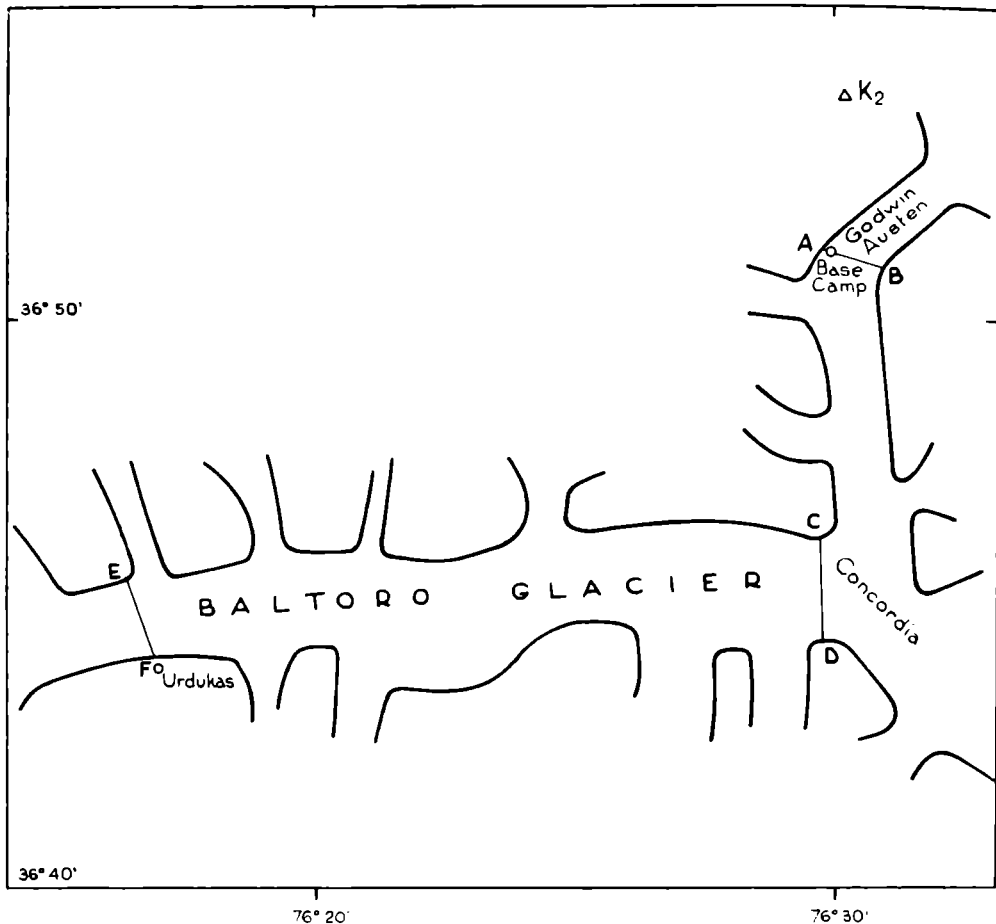 △ K2
Godwin
Austen
A
Base
Camp
B
36° 50'
C
E
BALTORO GLACIER
Concordia
D
F
Urdukas
36° 40'
76° 20'
76° 30'